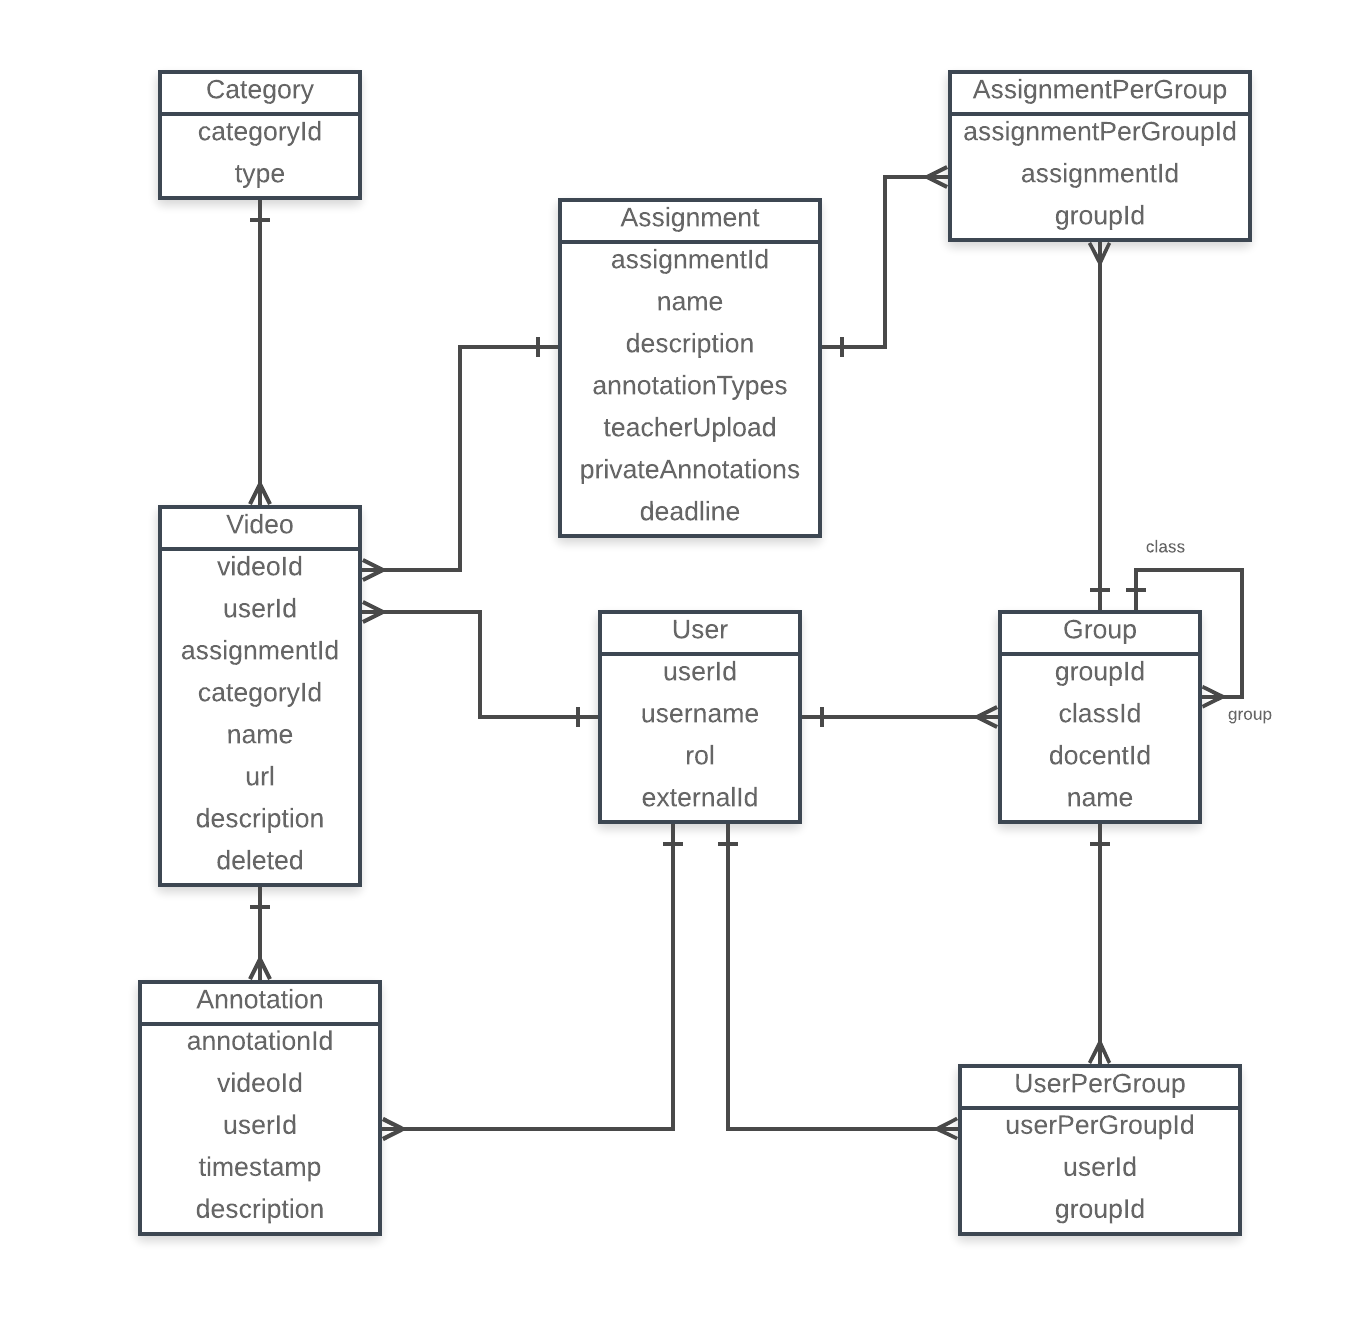 Category
categoryId
type
AssignmentPerGroup
assignmentPerGroupId
assignmentId
groupId
Assignment
assignmentId
name
description
annotationTypes
teacherUpload
privateAnnotations
deadline
Video
videoId
userId
assignmentId
categoryId
name
url
description
deleted
User
userId
username
rol
externalId
class
Group
groupId
classId
docentId
name
group
Annotation
annotationId
videoId
userId
timestamp
description
UserPerGroup
userPerGroupId
userId
groupId